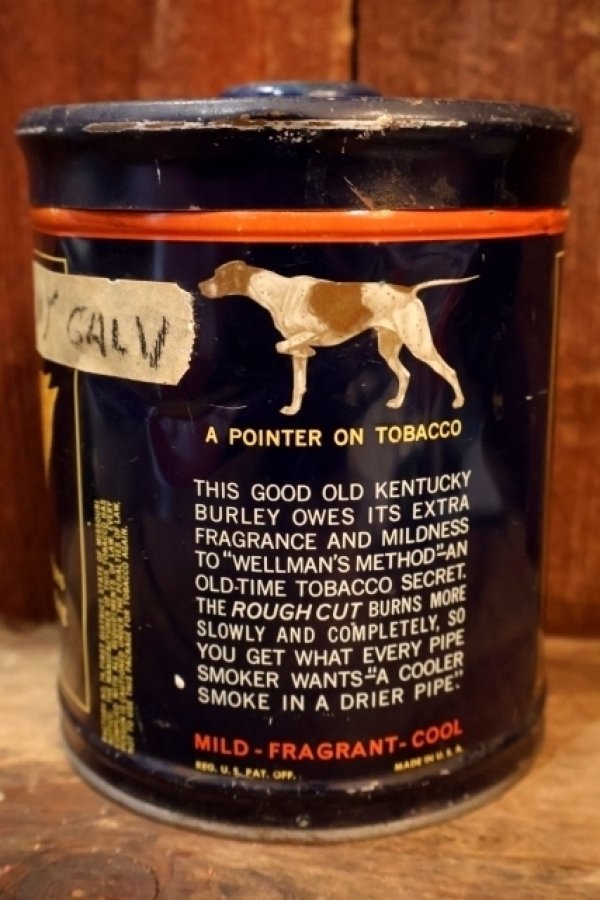 GALV
A POINTER ON TOBACCO
THIS GOOD OLD KENTUCKY
BURLEY OWES ITS EXTRA
FRAGRANCE AND MILDNESS
TO "WELLMAN'S METHOD"—AN
OLD-TIME TOBACCO SECRET.
THE ROUGH CUT BURNS MORE
SLOWLY AND COMPLETELY, SO
YOU GET WHAT EVERY PIPE
SMOKER WANTS—"A COOLER
SMOKE IN A DRIER PIPE."
MILD - FRAGRANT - COOL
REG. U. S. PAT. OFF. MADE IN U. S. A.